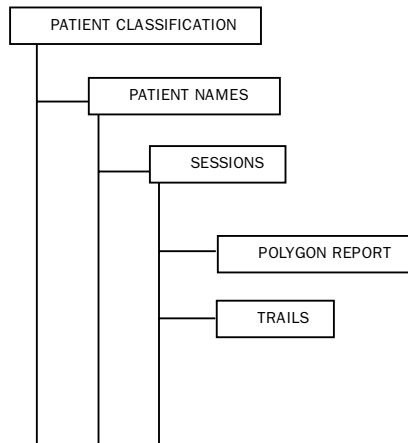 PATIENT CLASSIFICATION
PATIENT NAMES
SESSIONS
POLYGON REPORT
TRAILS